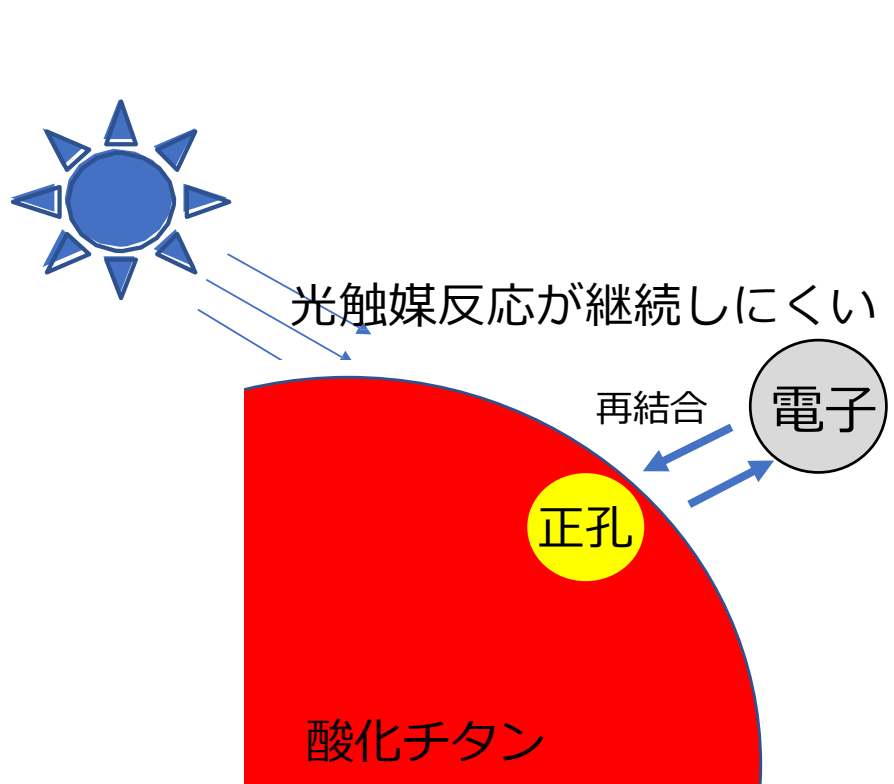 光触媒反応が継続しにくい
再結合
電子
正孔
酸化チタン